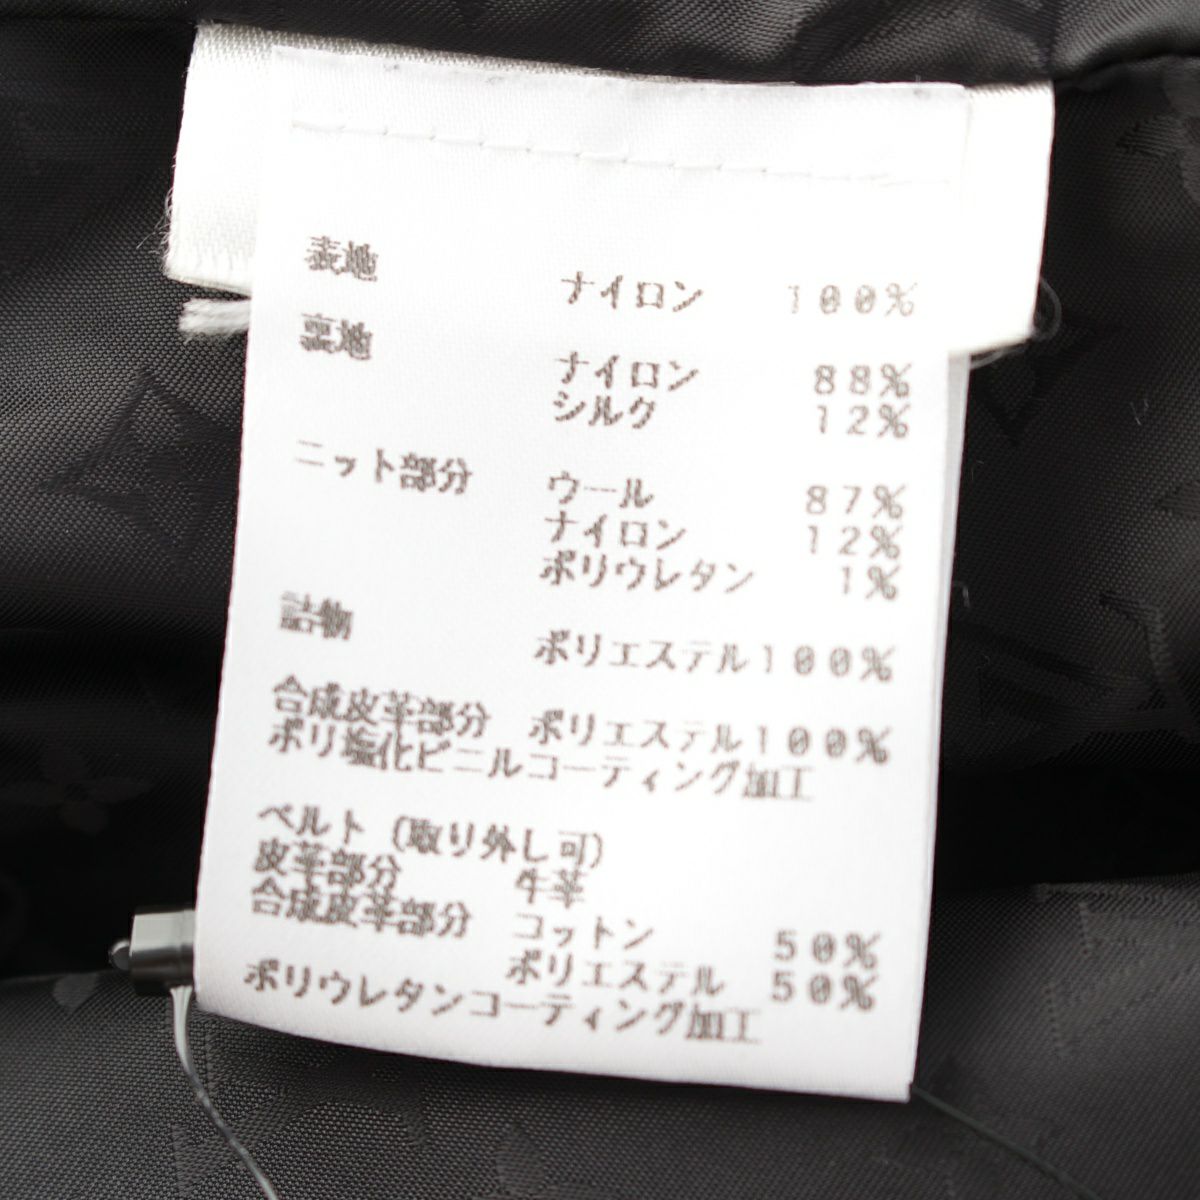 表地 ナイロン 100%
裏地 ナイロン 88%
シルク 12%
ニット部分 ウール 87%
ナイロン 12%
ポリウレタン 1%
詰物 ポリエステル100%
合成皮革部分 ポリエステル100%
ポリ塩化ビニルコーティング加工
ベルト (取り外し可)
皮革部分 牛革
合成皮革部分 コットン 50%
ポリエステル 50%
ポリウレタンコーティング加工